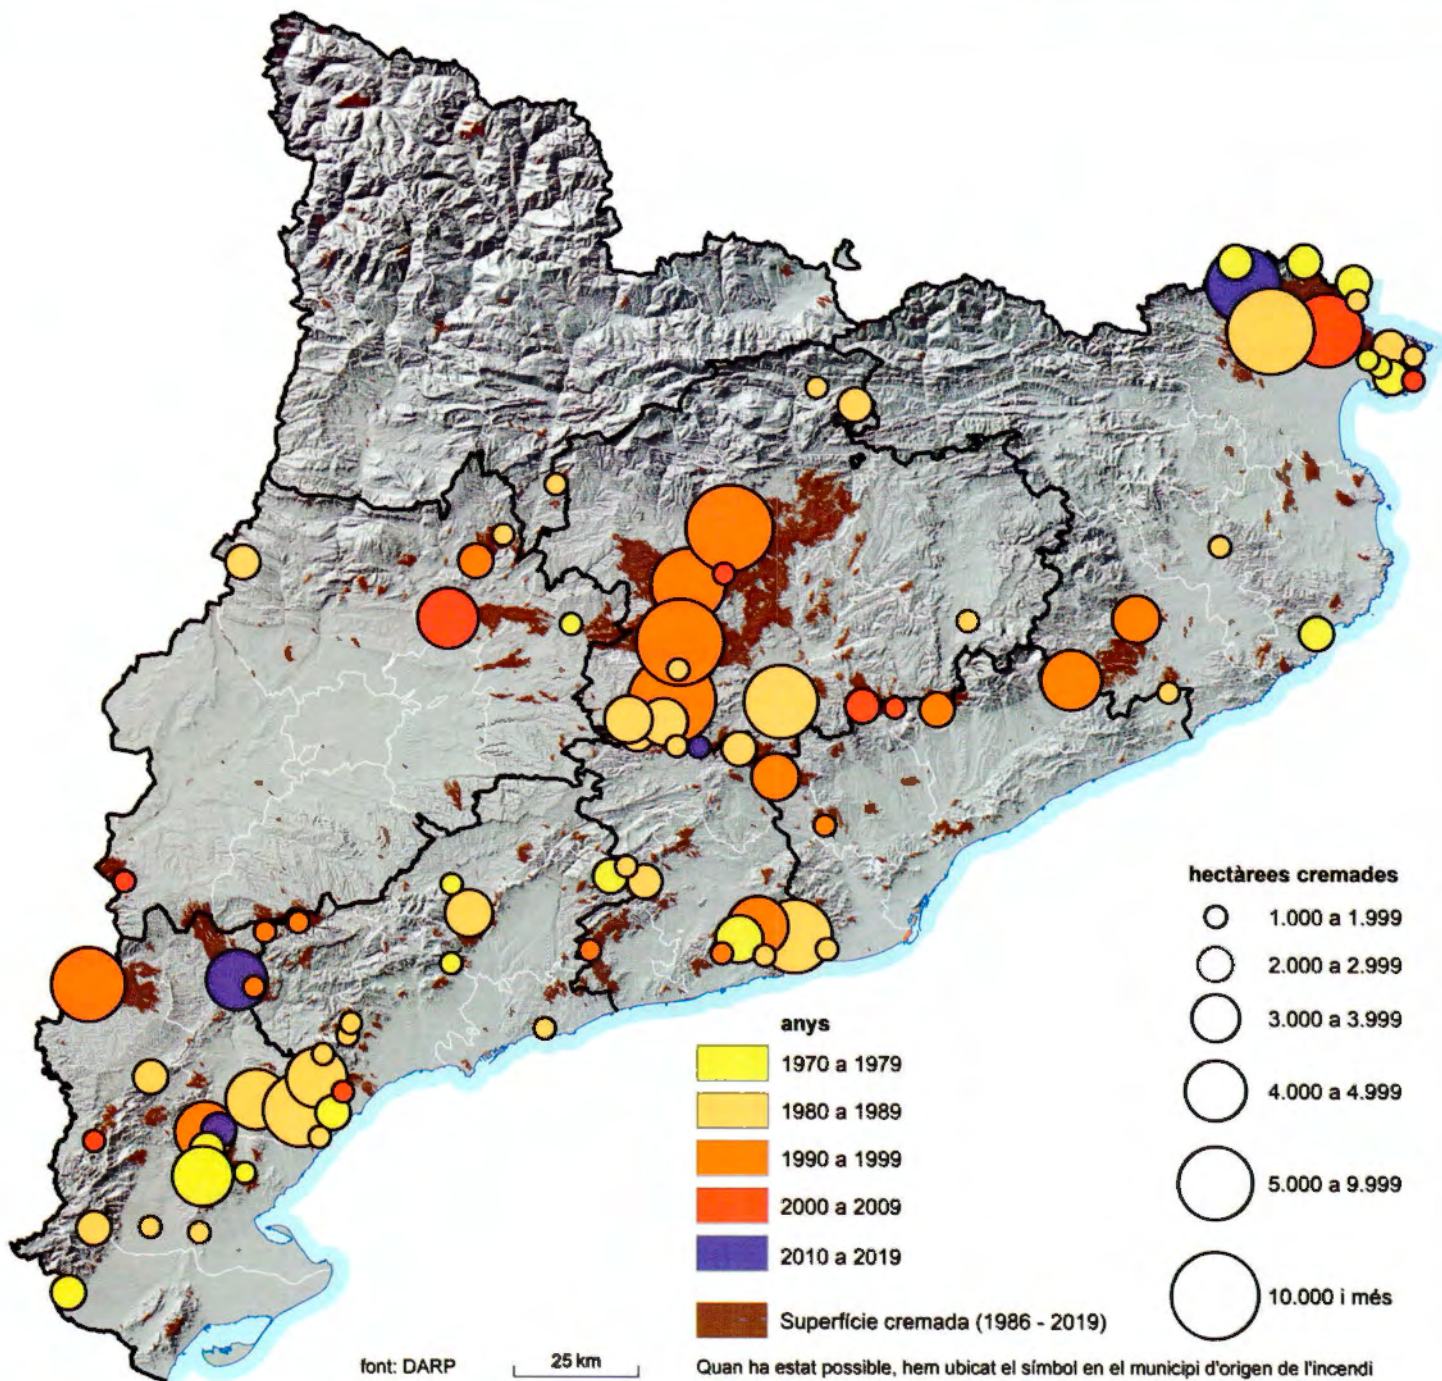 hectàrees cremades
1.000 a 1.999
2.000 a 2.999
3.000 a 3.999
4.000 a 4.999
5.000 a 9.999
10.000 i més
anys
1970 a 1979
1980 a 1989
1990 a 1999
2000 a 2009
2010 a 2019
Superfície cremada (1986 - 2019)
font: DARP
25 km
Quan ha estat possible, hem ubicat el símbol en el municipi d'origen de l'incendi